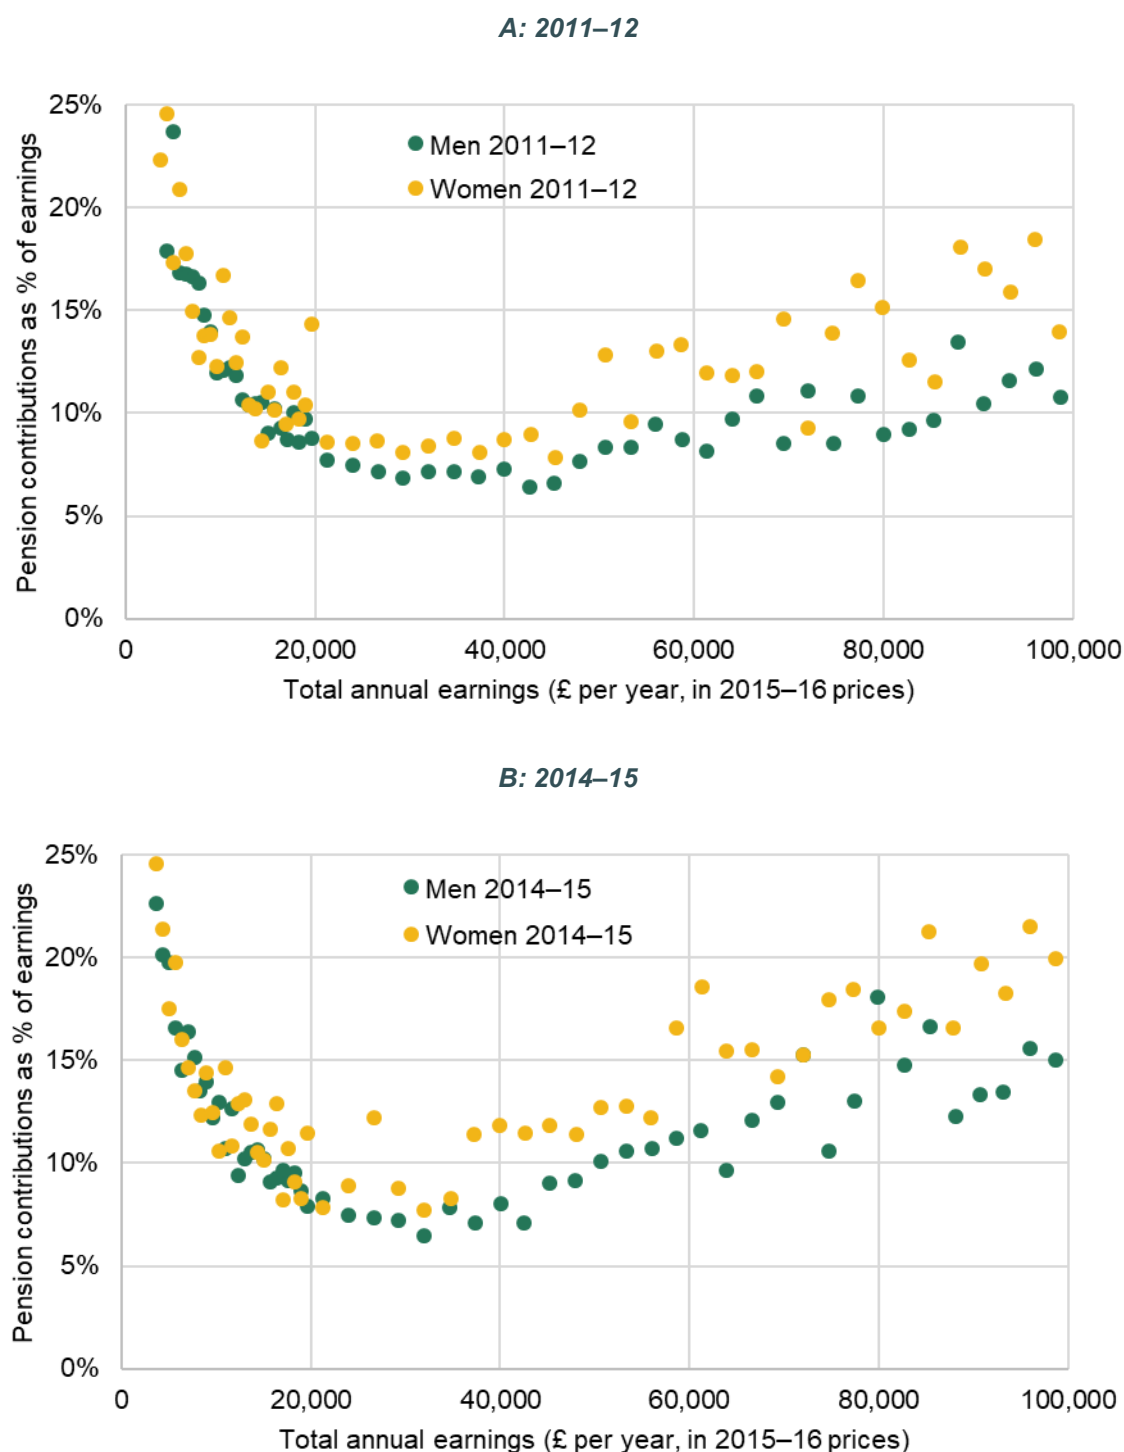 A: 2011–12
25%
20%
15%
10%
5%
0%
Pension contributions as % of earnings
Men 2011–12
Women 2011–12
0 20,000 40,000 60,000 80,000 100,000
Total annual earnings (£ per year, in 2015–16 prices)
B: 2014–15
25%
20%
15%
10%
5%
0%
Pension contributions as % of earnings
Men 2014–15
Women 2014–15
0 20,000 40,000 60,000 80,000 100,000
Total annual earnings (£ per year, in 2015–16 prices)